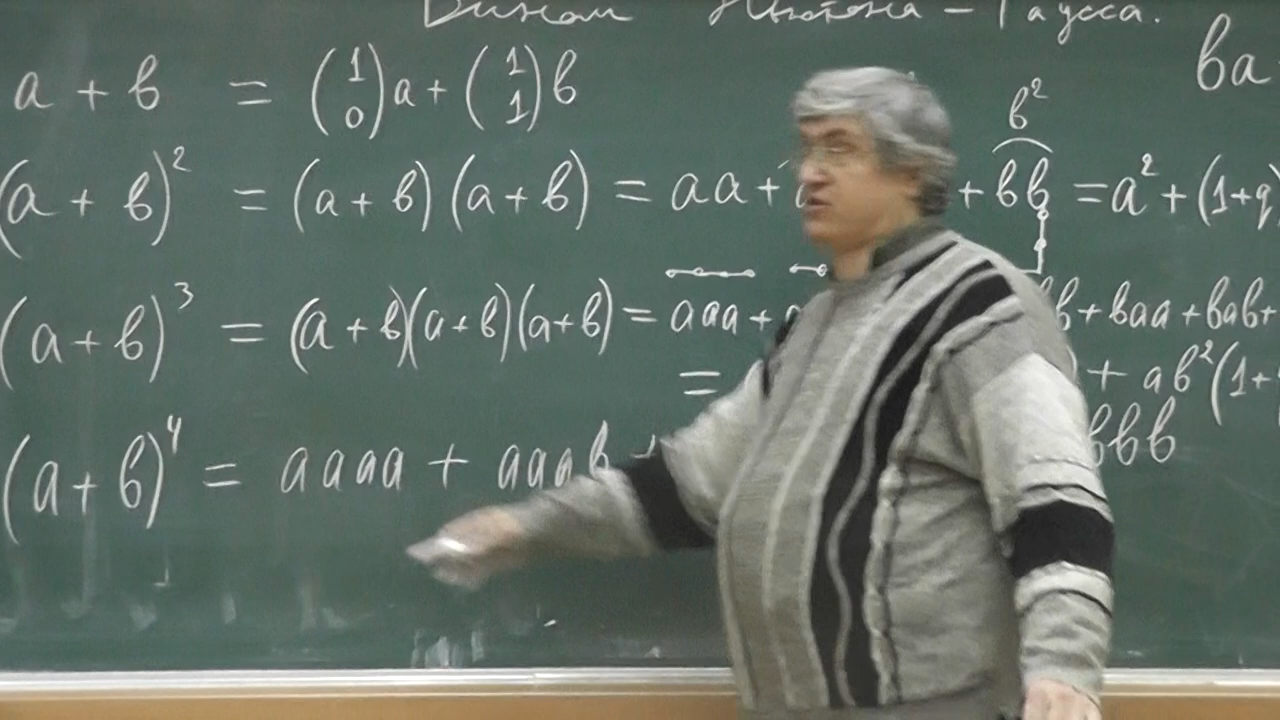 Бином Ньютона – Гаусса.
a + b = (1 0)a + (1 1)b
ba
b²
(a + b)² = (a + b)(a + b) = aa + + bb = a² + (1+q)
(a + b)³ = (a + b)(a+b)(a+b) = aaa + b + baa + bab +
= + ab²(1+
(a + b)⁴ = aaaa + aaab + bbb